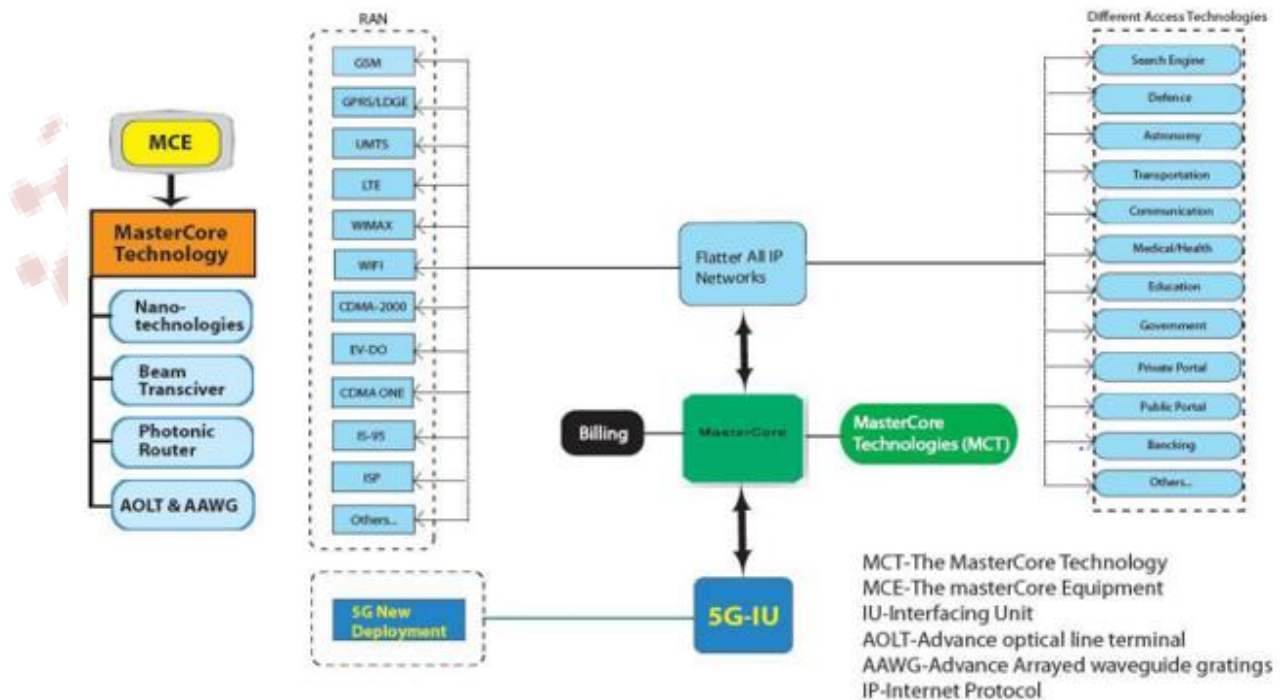 RAN
GSM
GPRS/LDGE
UMTS
LTE
WIMAX
WIFI
CDMA-2000
EV-DO
CDMA ONE
IS-95
ISP
Others...
MCE
MasterCore
Technology
Nano-
technologies
Beam
Transciver
Photonic
Router
AOLT & AAWG
5G New
Deployment
Flatter All IP
Networks
Billing
MasterCore
MasterCore
Technologies (MCT)
5G-IU
Different Access Technologies
Search Engine
Defence
Astronomy
Transportation
Communication
Medical/Health
Education
Government
Private Portal
Public Portal
Bancking
Others...
MCT-The MasterCore Technology
MCE-The masterCore Equipment
IU-Interfacing Unit
AOLT-Advance optical line terminal
AAWG-Advance Arrayed waveguide gratings
IP-Internet Protocol